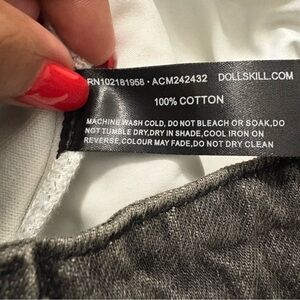 RN102181958 • ACM242432 DOLLSKILL.COM
100% COTTON
MACHINE WASH COLD, DO NOT BLEACH OR SOAK,DO
NOT TUMBLE DRY,DRY IN SHADE,COOL IRON ON
REVERSE,COLOUR MAY FADE,DO NOT DRY CLEAN